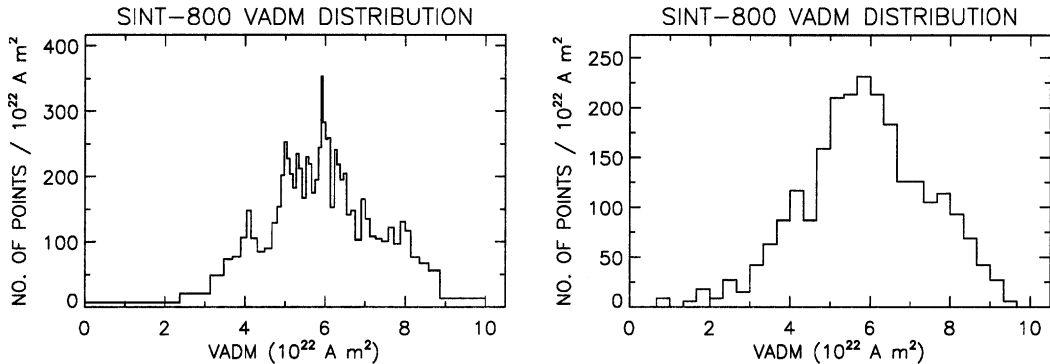 SINT−800 VADM DISTRIBUTION
NO. OF POINTS / 10²² A m²
400
300
200
100
0
0 2 4 6 8 10
VADM (10²² A m²)
SINT−800 VADM DISTRIBUTION
NO. OF POINTS / 10²² A m²
250
200
150
100
50
0
0 2 4 6 8 10
VADM (10²² A m²)